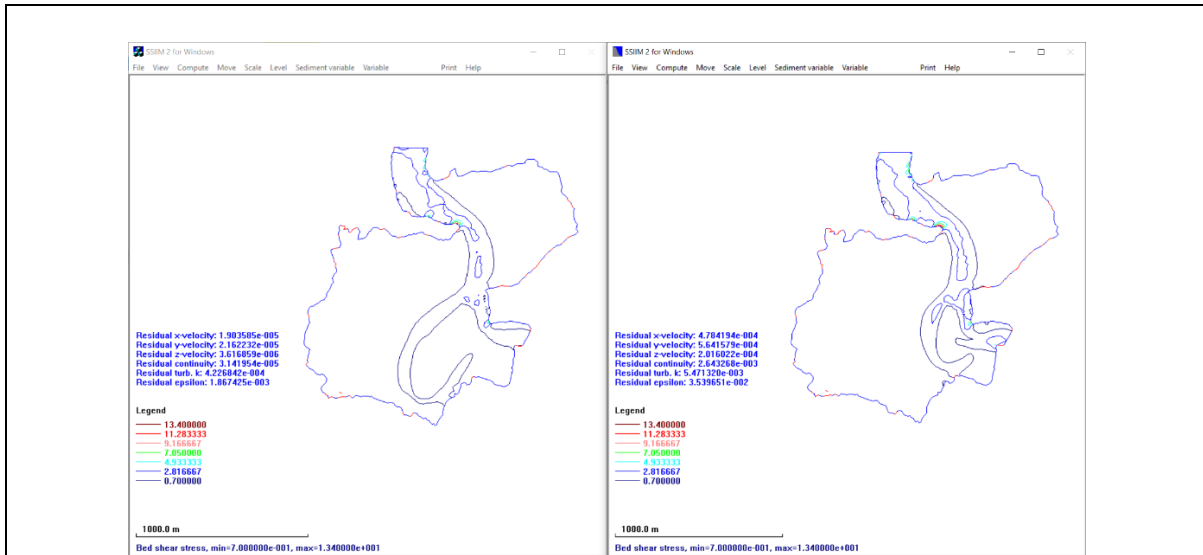 SSIIM 2 for Windows
File View Compute Move Scale Level Sediment variable Variable Print Help
Residual x-velocity: 1.903585e-005
Residual y-velocity: 2.162232e-005
Residual z-velocity: 3.616859e-006
Residual continuity: 3.141954e-005
Residual turb. k: 4.226842e-004
Residual epsilon: 1.867425e-003
Legend
13.400000
11.283333
9.166667
7.050000
4.933333
2.816667
0.700000
1000.0 m
Bed shear stress, min=7.000000e-001, max=1.340000e+001
SSIIM 2 for Windows
File View Compute Move Scale Level Sediment variable Variable Print Help
Residual x-velocity: 4.784194e-004
Residual y-velocity: 5.641579e-004
Residual z-velocity: 2.016022e-004
Residual continuity: 2.643268e-003
Residual turb. k: 5.471320e-003
Residual epsilon: 3.539651e-002
Legend
13.400000
11.283333
9.166667
7.050000
4.933333
2.816667
0.700000
1000.0 m
Bed shear stress, min=7.000000e-001, max=1.340000e+001